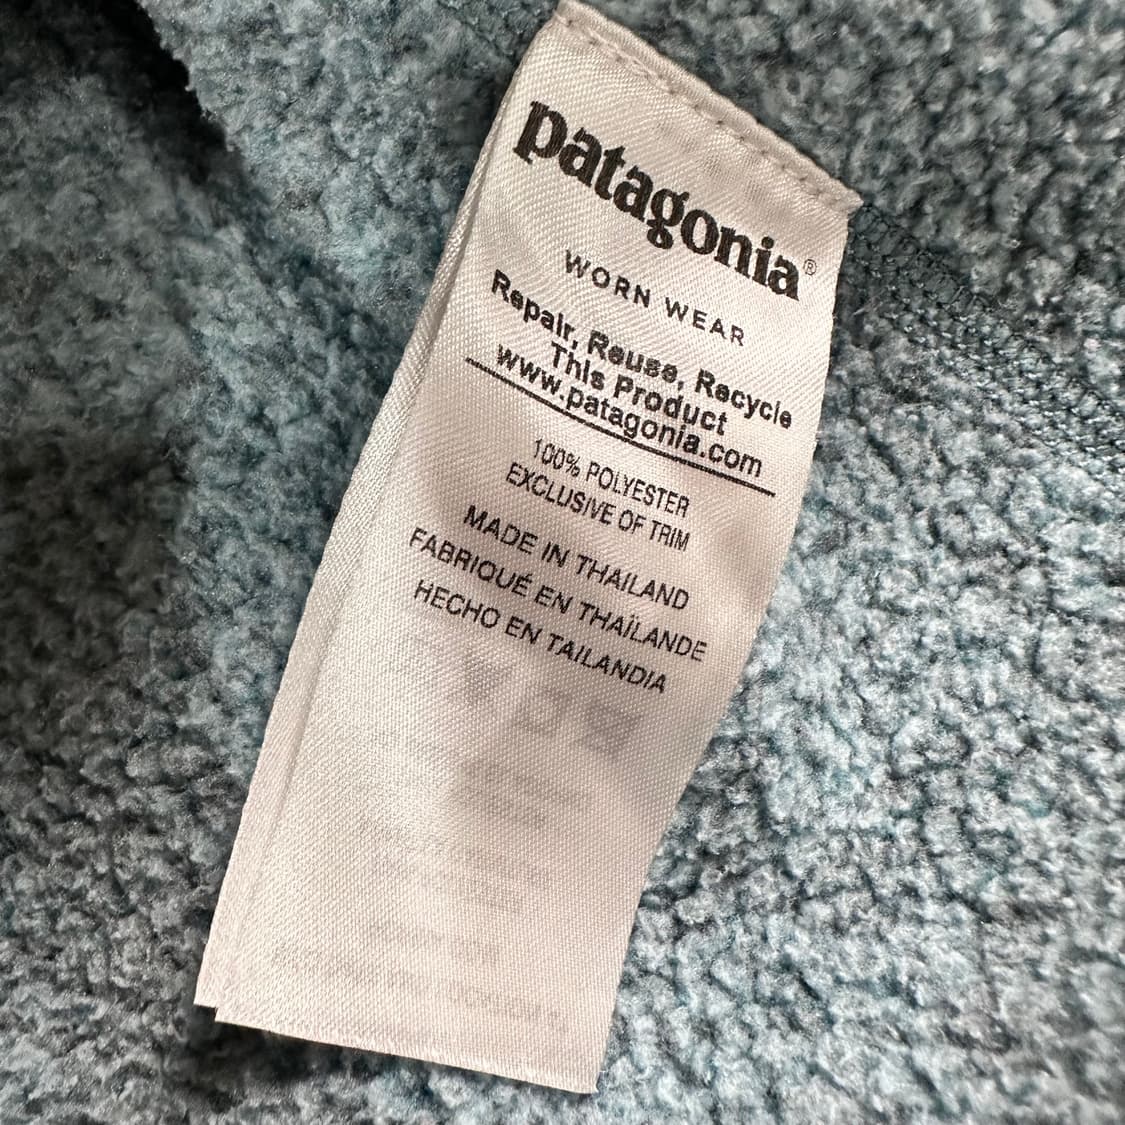 patagonia®
WORN WEAR
Repair, Reuse, Recycle
This Product
www.patagonia.com
100% POLYESTER
EXCLUSIVE OF TRIM
MADE IN THAILAND
FABRIQUÉ EN THAÏLANDE
HECHO EN TAILANDIA